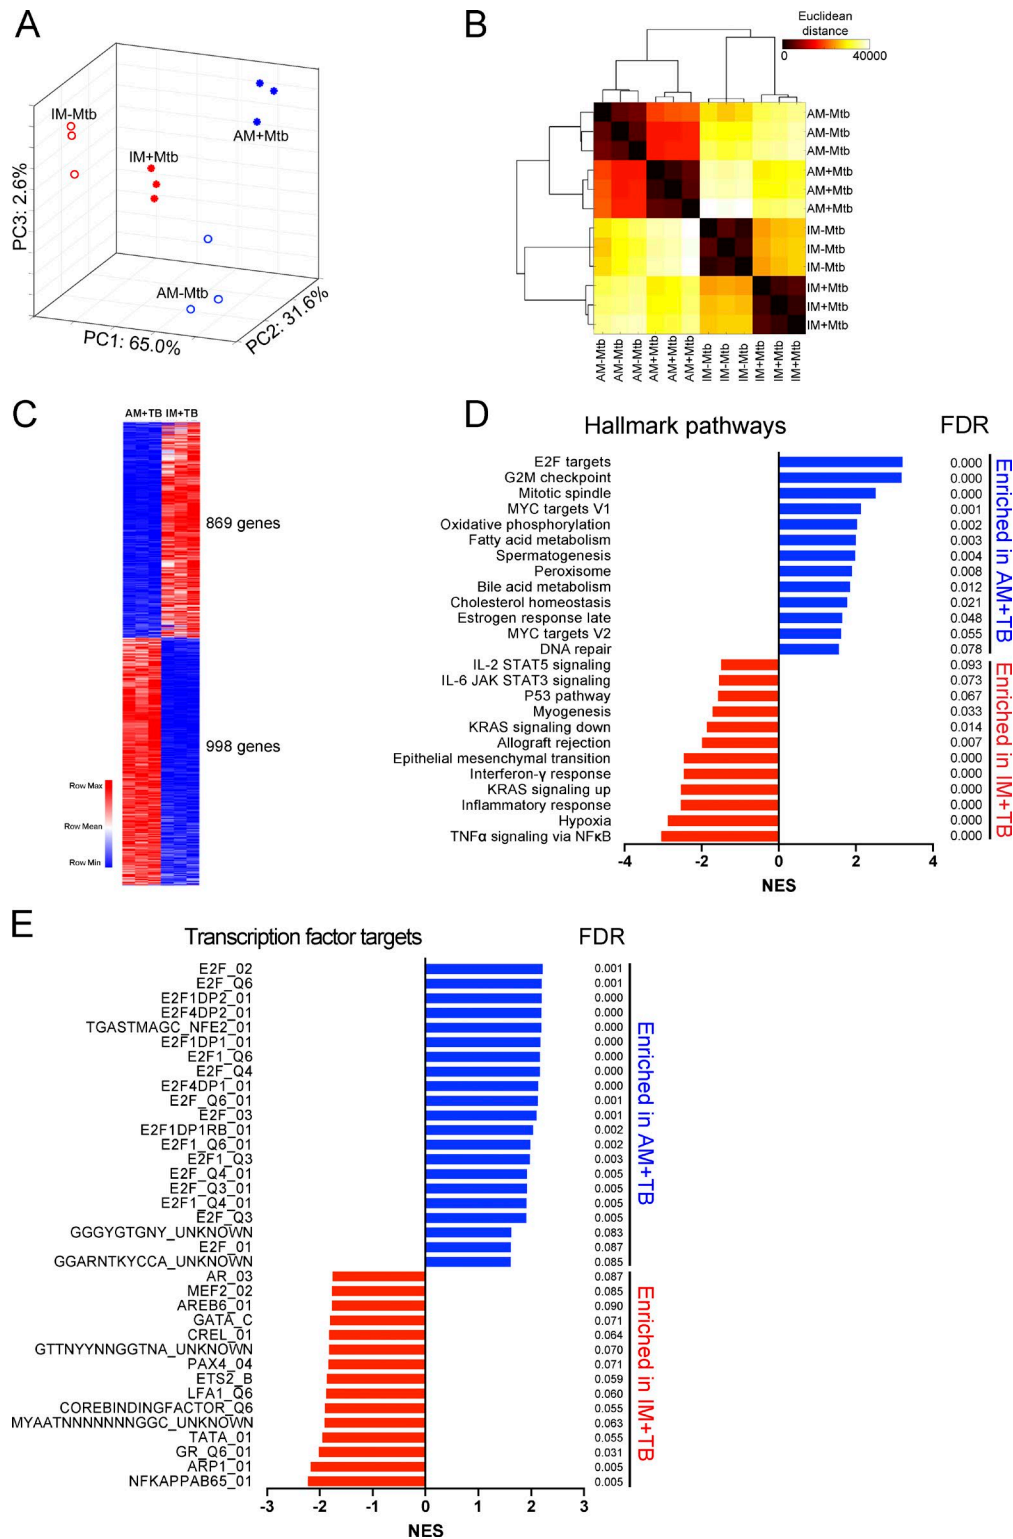 A
IM-Mtb
AM+Mtb
IM+Mtb
AM-Mtb
PC3: 2.6%
PC1: 65.0%
PC2: 31.6%
B
Euclidean
distance
0 40000
AM-Mtb
AM-Mtb
AM-Mtb
AM+Mtb
AM+Mtb
AM+Mtb
IM-Mtb
IM-Mtb
IM-Mtb
IM+Mtb
IM+Mtb
IM+Mtb
AM-Mtb
AM-Mtb
AM-Mtb
AM+Mtb
AM+Mtb
AM+Mtb
IM-Mtb
IM-Mtb
IM-Mtb
IM+Mtb
IM+Mtb
IM+Mtb
C
AM+TB IM+TB
869 genes
998 genes
Row Max
Row Mean
Row Min
D
Hallmark pathways FDR
E2F targets 0.000
G2M checkpoint 0.000
Mitotic spindle 0.000
MYC targets V1 0.001
Oxidative phosphorylation 0.002
Fatty acid metabolism 0.003
Spermatogenesis 0.004
Peroxisome 0.008
Bile acid metabolism 0.012
Cholesterol homeostasis 0.021
Estrogen response late 0.048
MYC targets V2 0.055
DNA repair 0.078
IL-2 STAT5 signaling 0.093
IL-6 JAK STAT3 signaling 0.073
P53 pathway 0.067
Myogenesis 0.033
KRAS signaling down 0.014
Allograft rejection 0.007
Epithelial mesenchymal transition 0.000
Interferon-γ response 0.000
KRAS signaling up 0.000
Inflammatory response 0.000
Hypoxia 0.000
TNFα signaling via NFκB 0.000
Enriched in AM+TB
Enriched in IM+TB
-4 -2 0 2 4
NES
E
Transcription factor targets FDR
E2F_02 0.001
E2F_Q6 0.001
E2F1DP2_01 0.000
E2F4DP2_01 0.000
TGASTMAGC_NFE2_01 0.000
E2F1DP1_01 0.000
E2F1_Q6 0.000
E2F_Q4 0.000
E2F4DP1_01 0.000
E2F_Q6_01 0.001
E2F_03 0.001
E2F1DP1RB_01 0.002
E2F1_Q6_01 0.002
E2F1_Q3 0.003
E2F_Q4_01 0.005
E2F_Q3_01 0.005
E2F1_Q4_01 0.005
E2F_Q3 0.005
GGGYGTGNY_UNKNOWN 0.083
E2F_01 0.087
GGARNTKYCCA_UNKNOWN 0.085
AR_03 0.087
MEF2_02 0.085
AREB6_01 0.090
GATA_C 0.071
CREL_01 0.064
GTTNYYNNGGTNA_UNKNOWN 0.070
PAX4_04 0.071
ETS2_B 0.059
LFA1_Q6 0.060
COREBINDINGFACTOR_Q6 0.055
MYAATNNNNNNNGGC_UNKNOWN 0.063
TATA_01 0.055
GR_Q6_01 0.031
ARP1_01 0.005
NFKAPPAB65_01 0.005
Enriched in AM+TB
Enriched in IM+TB
-3 -2 -1 0 1 2 3
NES